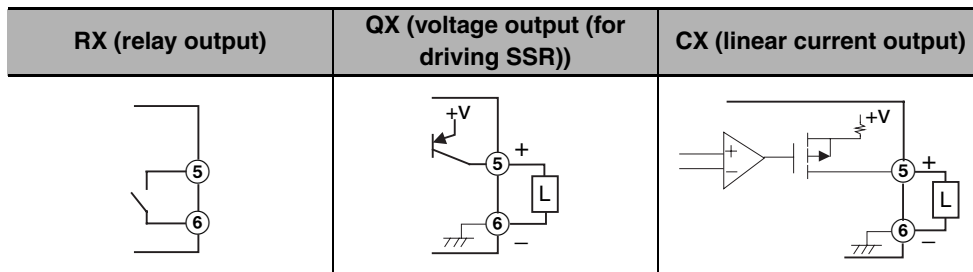 RX (relay output)
QX (voltage output (for
driving SSR))
CX (linear current output)
5
6
+V
5
+
L
6
−
+
−
+V
5
+
L
6
−